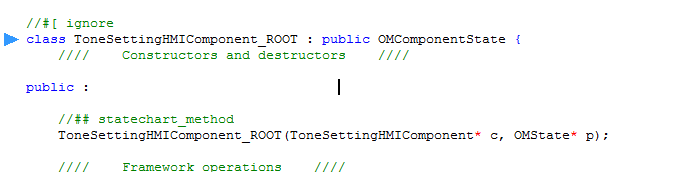 //#[ ignore
class ToneSettingHMIComponent_ROOT : public OMComponentState {
////    Constructors and destructors    ////
public :
//## statechart_method
ToneSettingHMIComponent_ROOT(ToneSettingHMIComponent* c, OMState* p);
////    Framework operations    ////